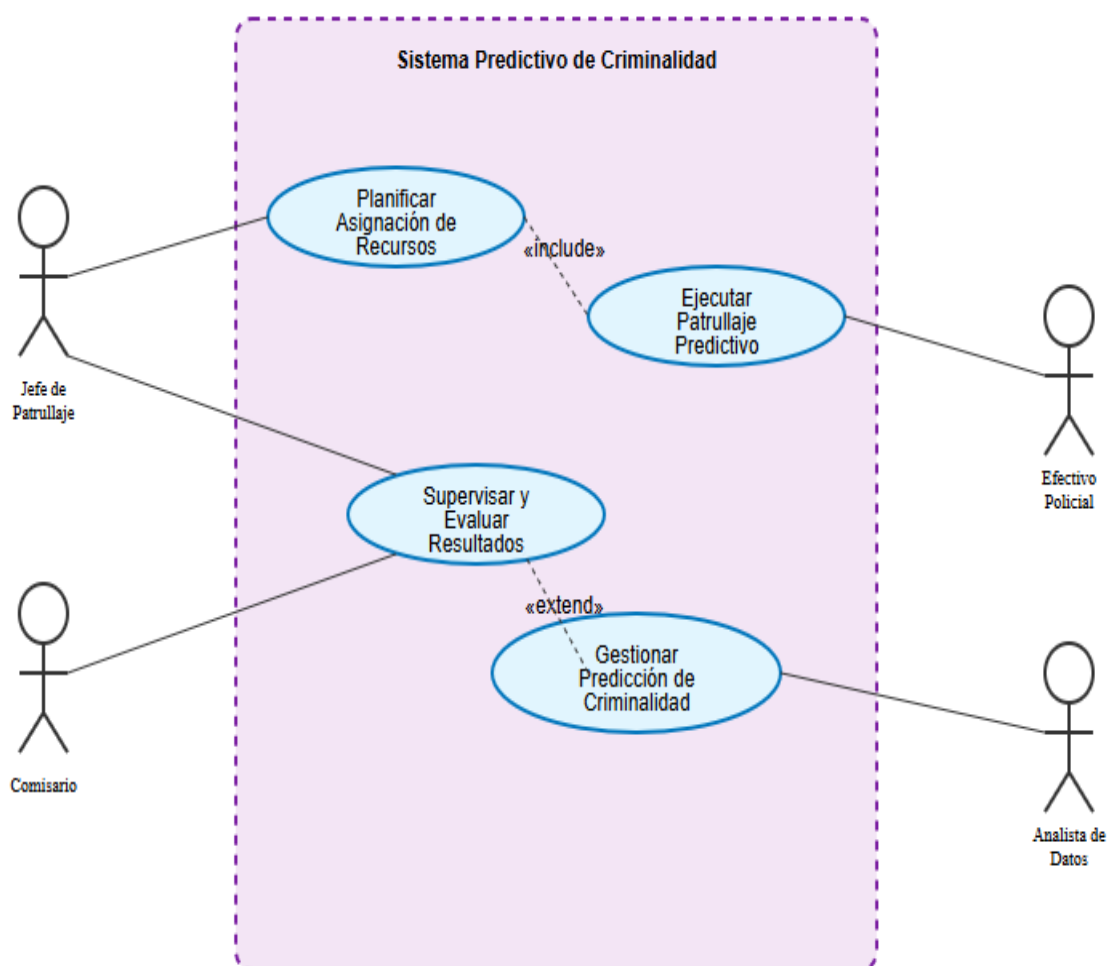 Sistema Predictivo de Criminalidad
Planificar
Asignación de
Recursos
«include»
Ejecutar
Patrullaje
Predictivo
Jefe de
Patrullaje
Efectivo
Policial
Supervisar y
Evaluar
Resultados
«extend»
Gestionar
Predicción de
Criminalidad
Comisario
Analista de
Datos